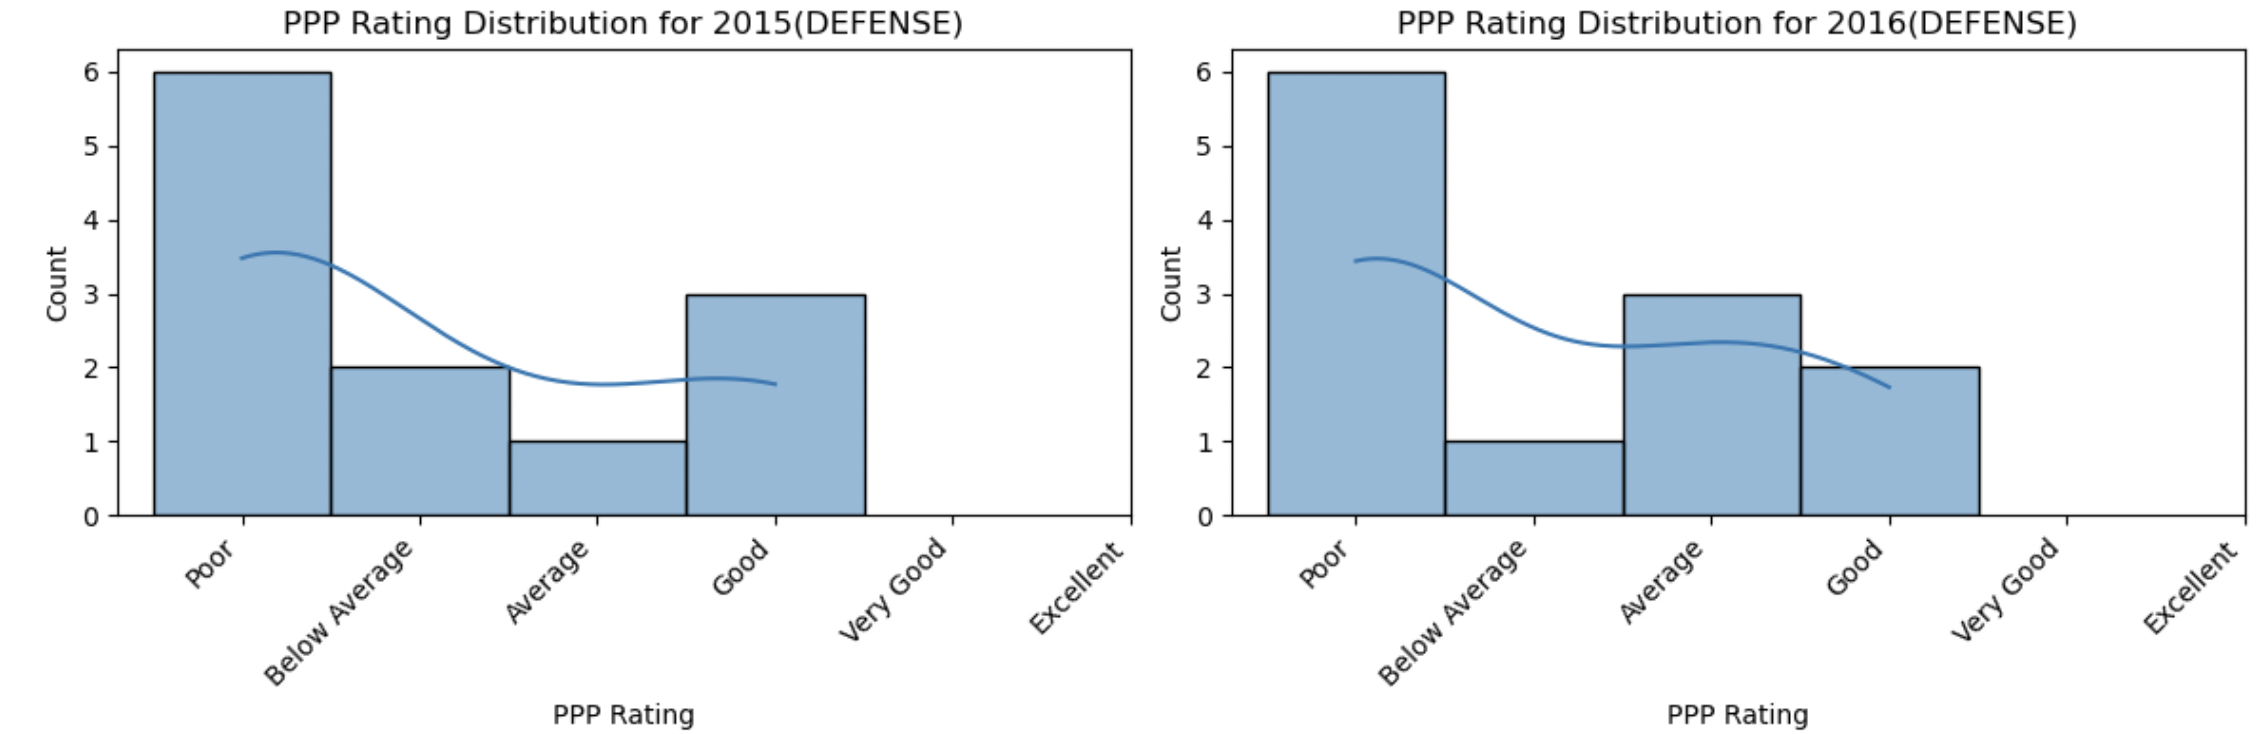 PPP Rating Distribution for 2015(DEFENSE)
6
5
4
3
2
1
0
Count
Poor
Below Average
Average
Good
Very Good
Excellent
PPP Rating
PPP Rating Distribution for 2016(DEFENSE)
6
5
4
3
2
1
0
Count
Poor
Below Average
Average
Good
Very Good
Excellent
PPP Rating